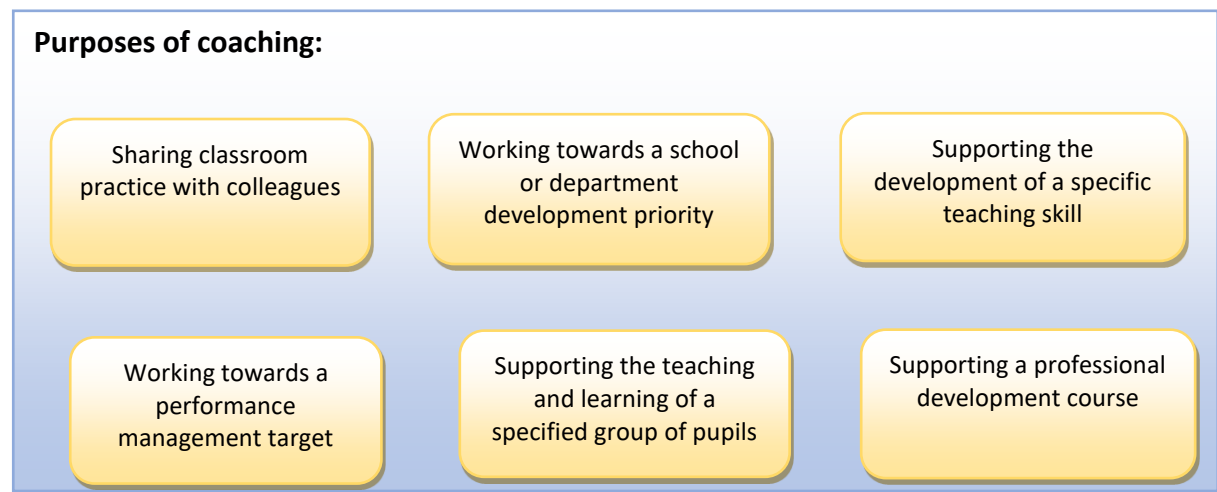 Purposes of coaching:
Sharing classroom
practice with colleagues
Working towards a school
or department
development priority
Supporting the
development of a specific
teaching skill
Working towards a
performance
management target
Supporting the teaching
and learning of a
specified group of pupils
Supporting a professional
development course